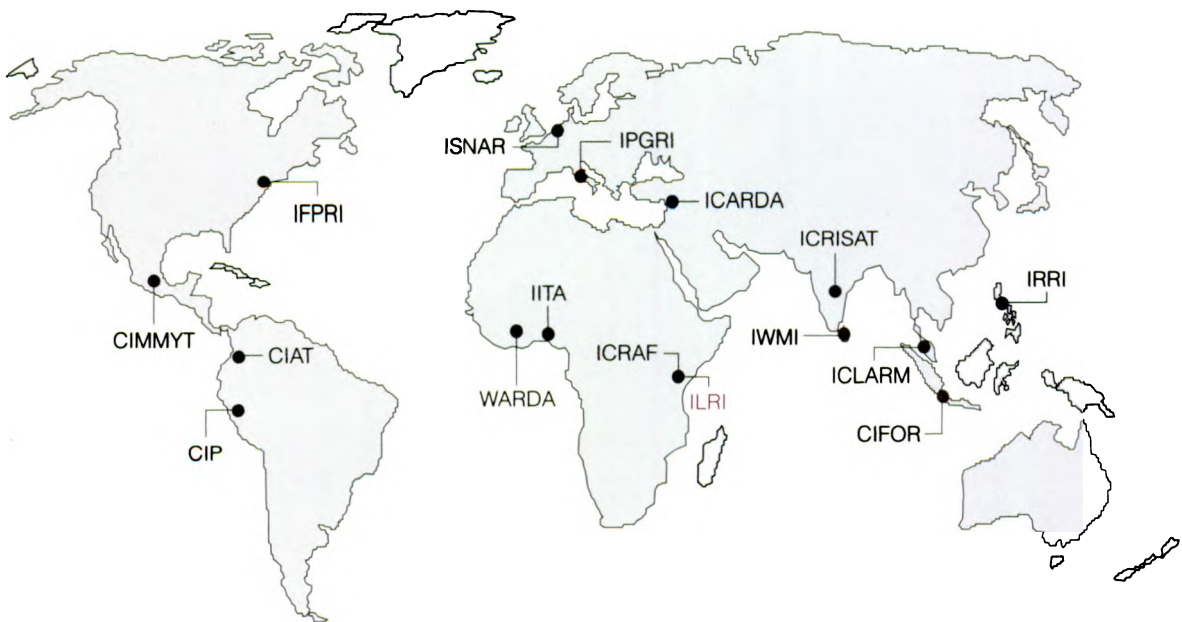 ISNAR
IPGRI
IFPRI
ICARDA
ICRISAT
IRRI
IITA
CIMMYT
CIAT
ICRAF
IWMI
ICLARM
WARDA
ILRI
CIP
CIFOR